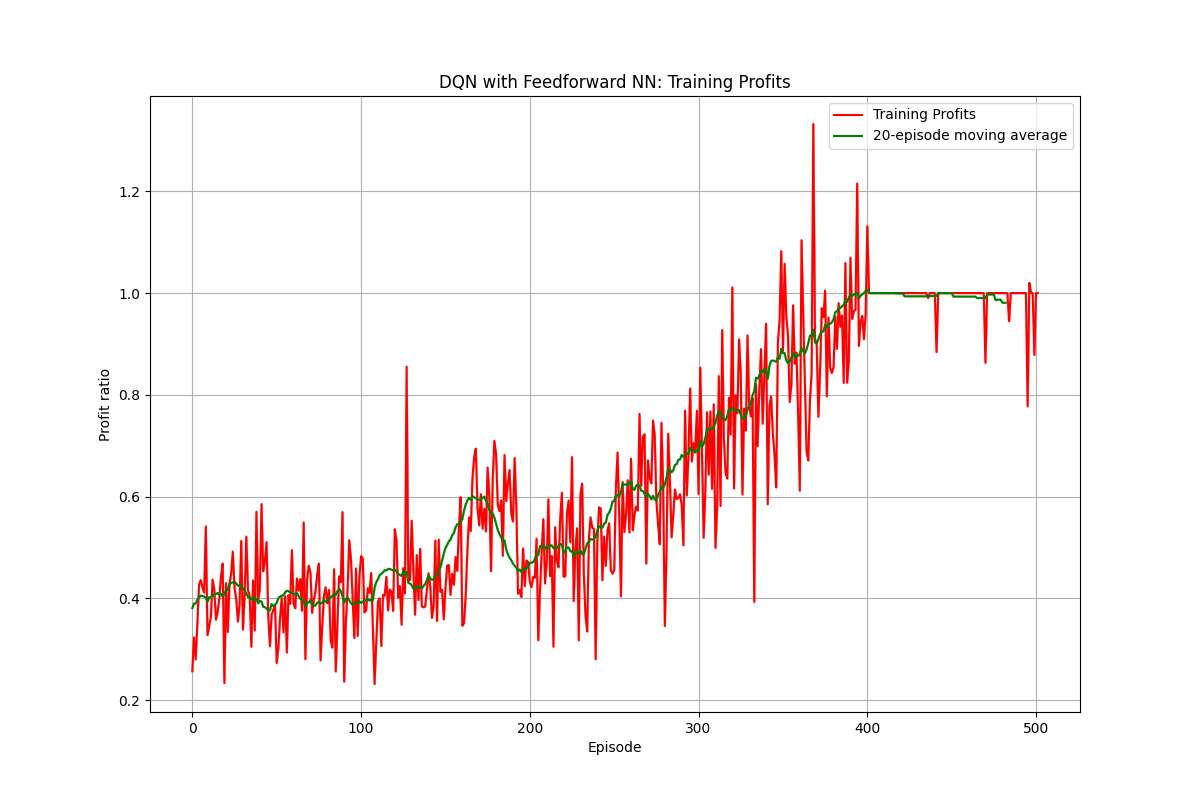 DQN with Feedforward NN: Training Profits
Training Profits
20-episode moving average
Profit ratio
1.2
1.0
0.8
0.6
0.4
0.2
0
100
200
300
400
500
Episode